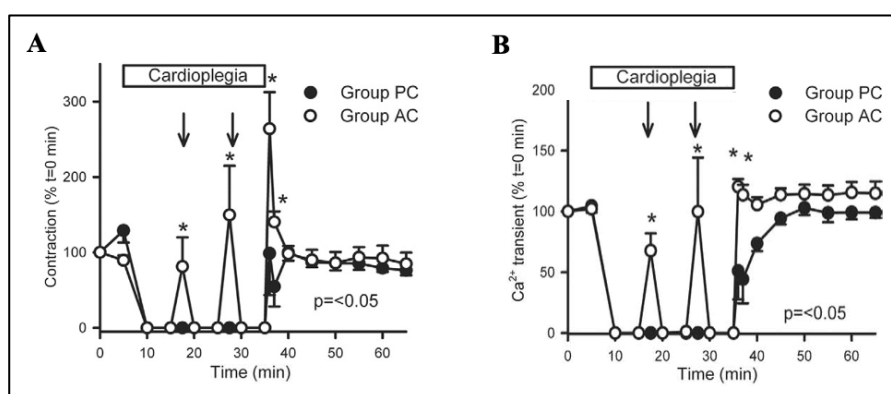 A
Cardioplegia
Group PC
Group AC
Contraction (% t=0 min)
300
200
100
0
*
*
*
*
p=<0.05
0 10 20 30 40 50 60
Time (min)
B
Cardioplegia
Group PC
Group AC
Ca²⁺ transient (% t=0 min)
200
150
100
50
0
*
*
* *
p=<0.05
0 10 20 30 40 50 60
Time (min)